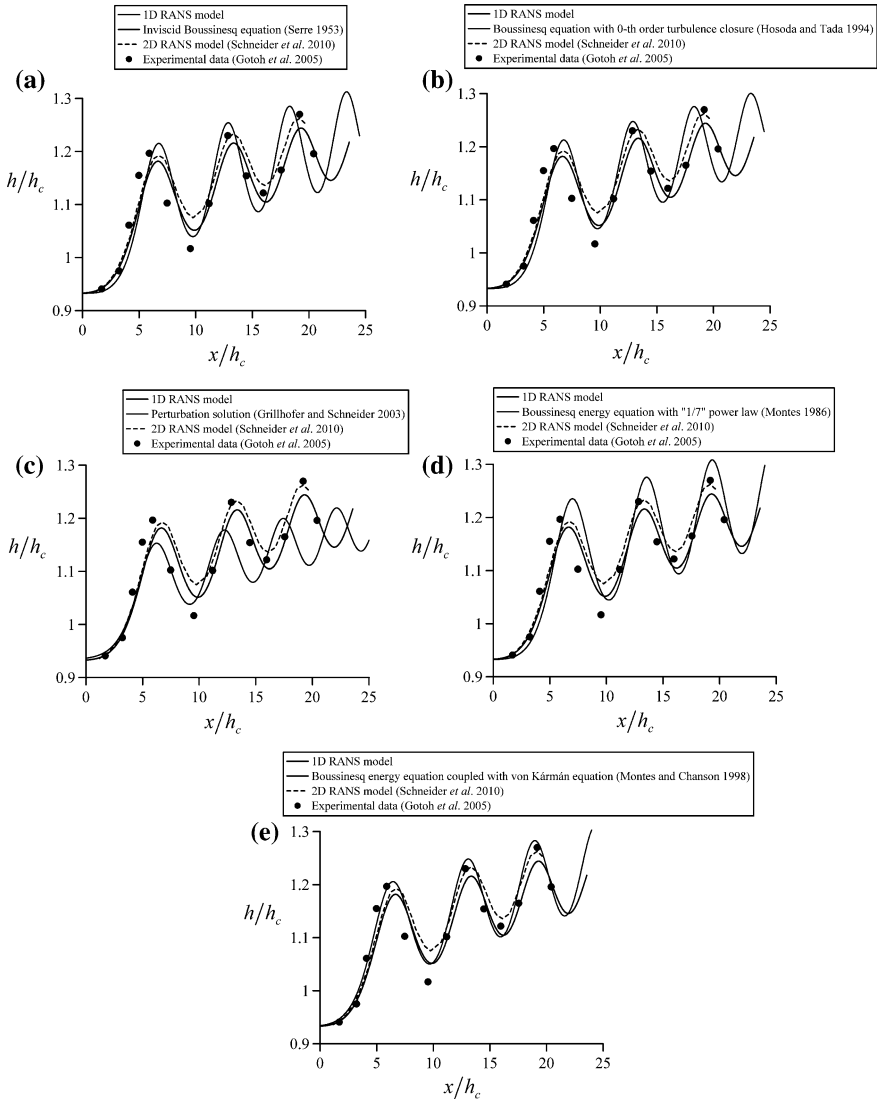 1D RANS model
Inviscid Boussinesq equation (Serre 1953)
2D RANS model (Schneider et al. 2010)
Experimental data (Gotoh et al. 2005)
(a)
1.3
1.2
h/hc
1.1
1
0.9
0 5 10 15 20 25
x/hc
1D RANS model
Boussinesq equation with 0-th order turbulence closure (Hosoda and Tada 1994)
2D RANS model (Schneider et al. 2010)
Experimental data (Gotoh et al. 2005)
(b)
1.3
1.2
h/hc
1.1
1
0.9
0 5 10 15 20 25
x/hc
1D RANS model
Perturbation solution (Grillhofer and Schneider 2003)
2D RANS model (Schneider et al. 2010)
Experimental data (Gotoh et al. 2005)
(c)
1.3
1.2
h/hc
1.1
1
0.9
0 5 10 15 20 25
x/hc
1D RANS model
Boussinesq energy equation with "1/7" power law (Montes 1986)
2D RANS model (Schneider et al. 2010)
Experimental data (Gotoh et al. 2005)
(d)
1.3
1.2
h/hc
1.1
1
0.9
0 5 10 15 20 25
x/hc
1D RANS model
Boussinesq energy equation coupled with von Kármán equation (Montes and Chanson 1998)
2D RANS model (Schneider et al. 2010)
Experimental data (Gotoh et al. 2005)
(e)
1.3
1.2
h/hc
1.1
1
0.9
0 5 10 15 20 25
x/hc